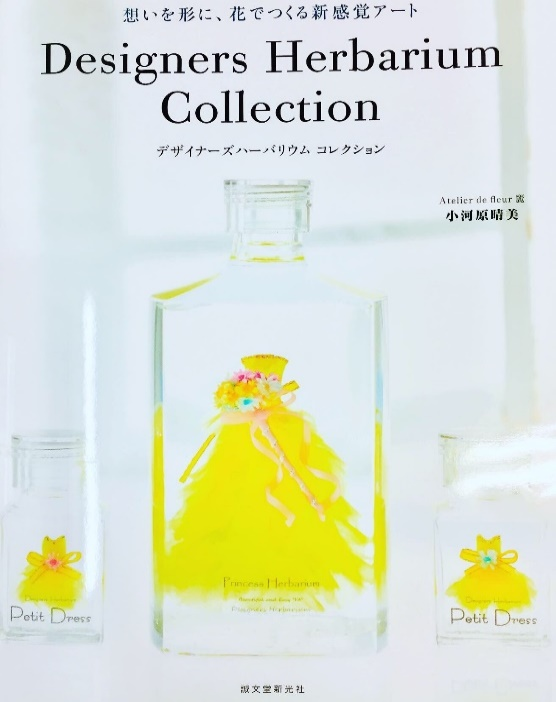 想いを形に、花でつくる新感覚アート
Designers Herbarium
Collection
デザイナーズハーバリウム コレクション
Atelier de fleur 麗
小河原晴美
Princess Herbarium
Designers Herbarium
Petit Dress
Petit Dress
誠文堂新光社